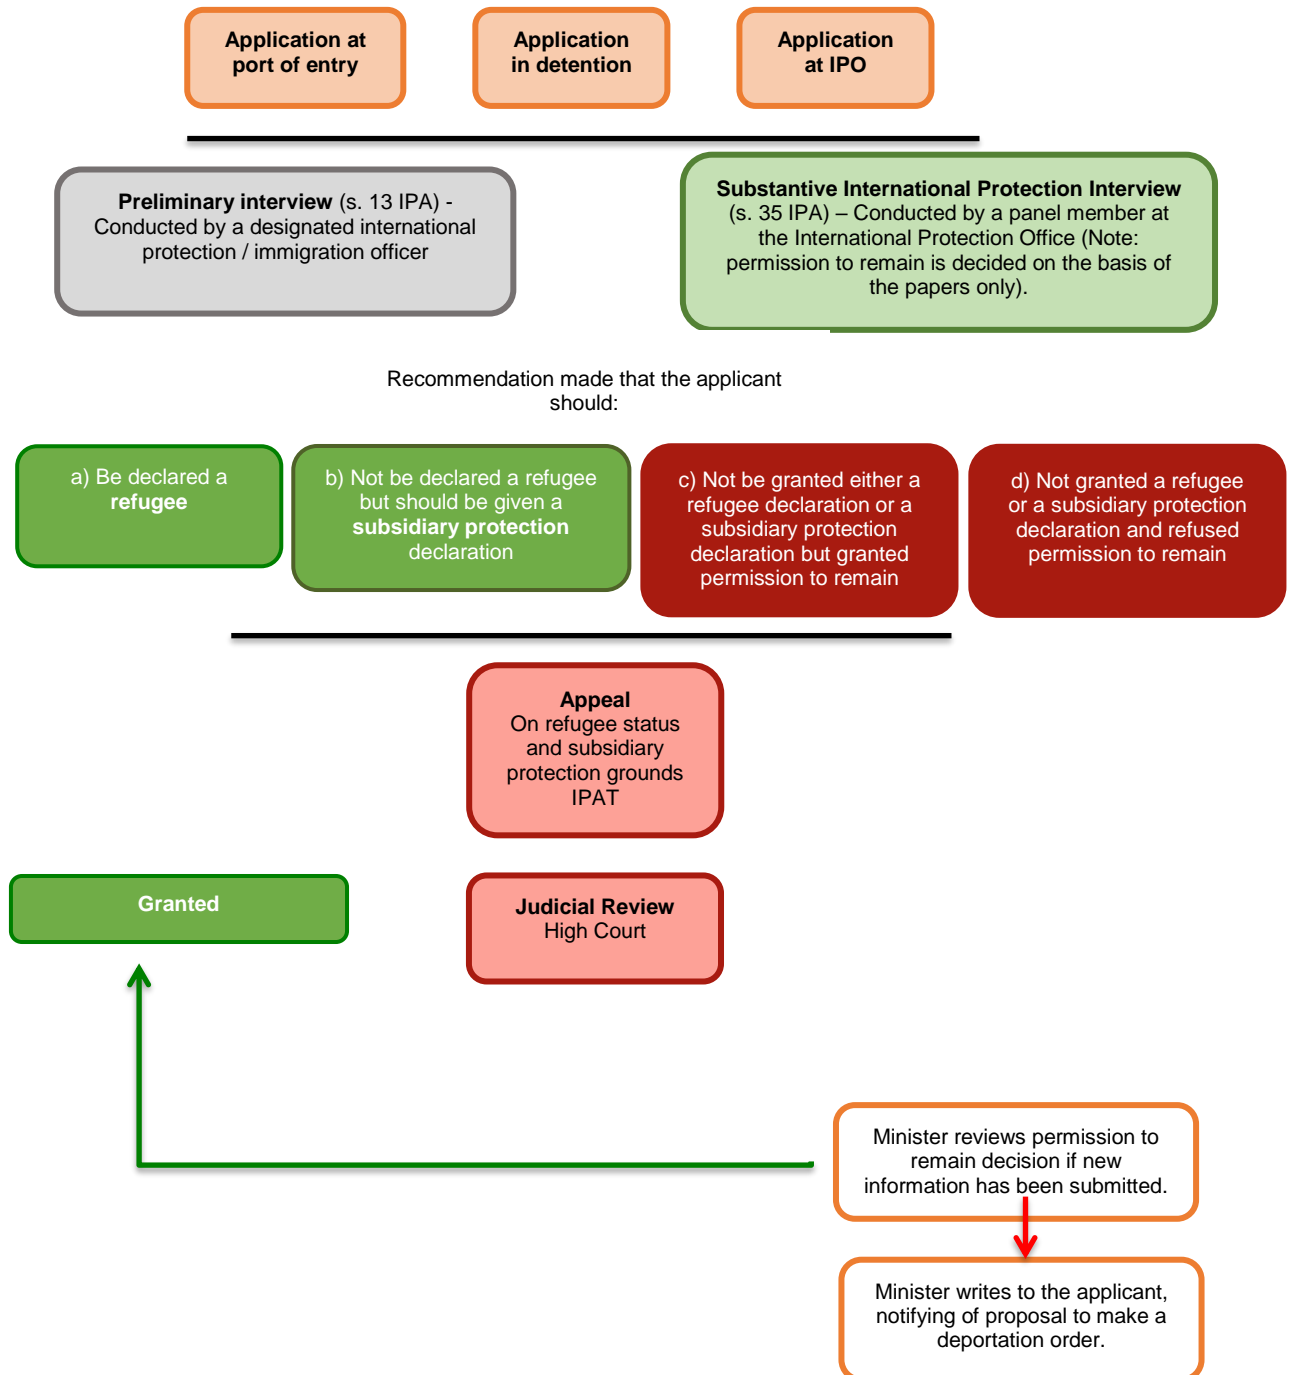 Application at
port of entry
Application
in detention
Application
at IPO
Preliminary interview (s. 13 IPA) -
Conducted by a designated international
protection / immigration officer
Substantive International Protection Interview
(s. 35 IPA) – Conducted by a panel member at
the International Protection Office (Note:
permission to remain is decided on the basis of
the papers only).
Recommendation made that the applicant
should:
a) Be declared a
refugee
b) Not be declared a refugee
but should be given a
subsidiary protection
declaration
c) Not be granted either a
refugee declaration or a
subsidiary protection
declaration but granted
permission to remain
d) Not granted a refugee
or a subsidiary protection
declaration and refused
permission to remain
Appeal
On refugee status
and subsidiary
protection grounds
IPAT
Granted
Judicial Review
High Court
Minister reviews permission to
remain decision if new
information has been submitted.
Minister writes to the applicant,
notifying of proposal to make a
deportation order.